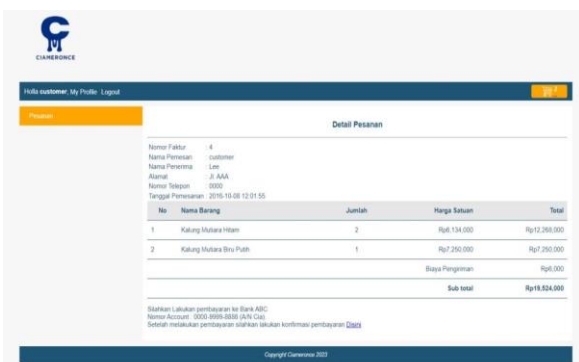 CIAMERONCE
Holla customer, My Profile Logout
Pesanan
Detail Pesanan
Nomor Faktur : 4
Nama Pemesan : customer
Nama Penerima : Lee
Alamat : Jl. AAA
Nomor Telepon : 0000
Tanggal Pemesanan : 2016-10-08 12:01:55
No Nama Barang Jumlah Harga Satuan Total
1 Kalung Mutiara Hitam 2 Rp6,134,000 Rp12,268,000
2 Kalung Mutiara Biru Putih 1 Rp7,250,000 Rp7,250,000
Biaya Pengiriman Rp6,000
Sub total Rp19,524,000
Silahkan Lakukan pembayaran ke Bank ABC
Nomor Account : (A/N Cia)
Setelah melakukan pembayaran silahkan lakukan konfirmasi pembayaran Disini
Copyright Ciameronce 2023